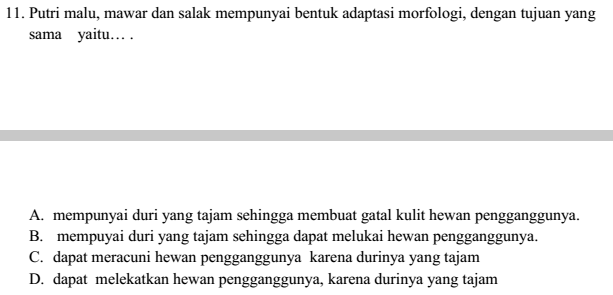 11. Putri malu, mawar dan salak mempunyai bentuk adaptasi morfologi, dengan tujuan yang
sama yaitu… .
A. mempunyai duri yang tajam sehingga membuat gatal kulit hewan pengganggunya.
B. mempuyai duri yang tajam sehingga dapat melukai hewan pengganggunya.
C. dapat meracuni hewan pengganggunya karena durinya yang tajam
D. dapat melekatkan hewan pengganggunya, karena durinya yang tajam